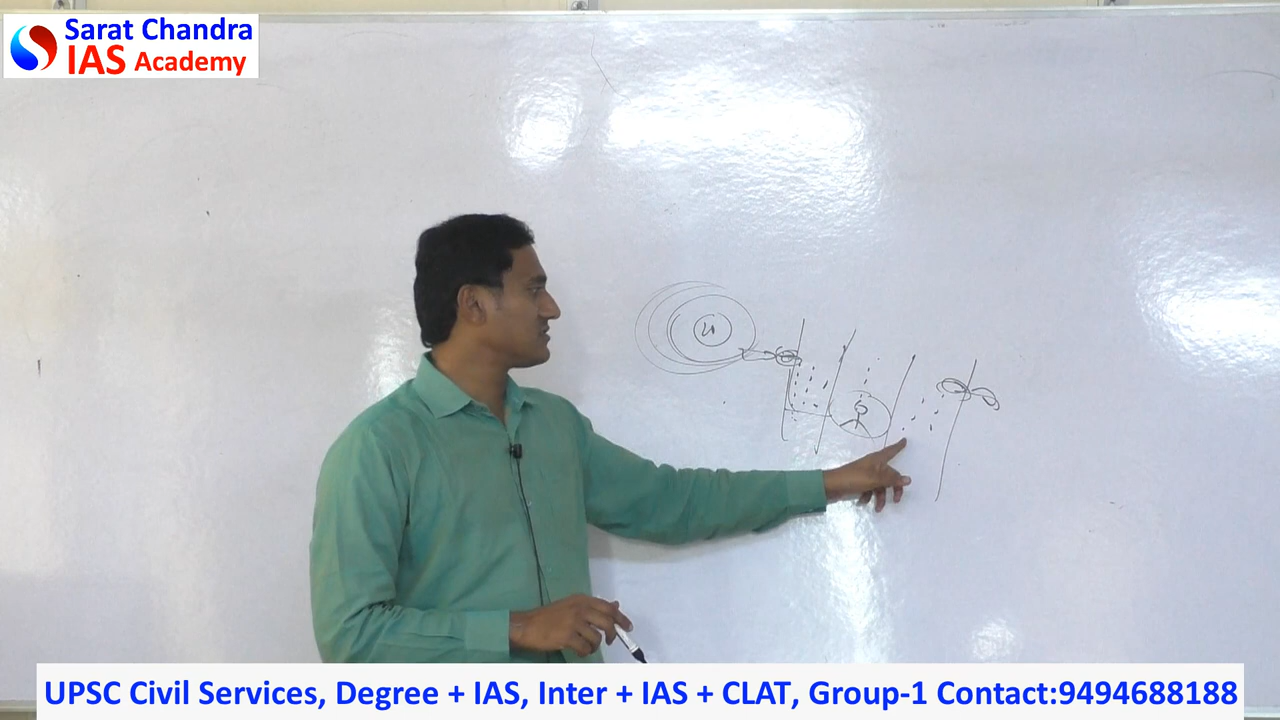 Sarat Chandra
IAS Academy
UPSC Civil Services, Degree + IAS, Inter + IAS + CLAT, Group-1 Contact:9494688188